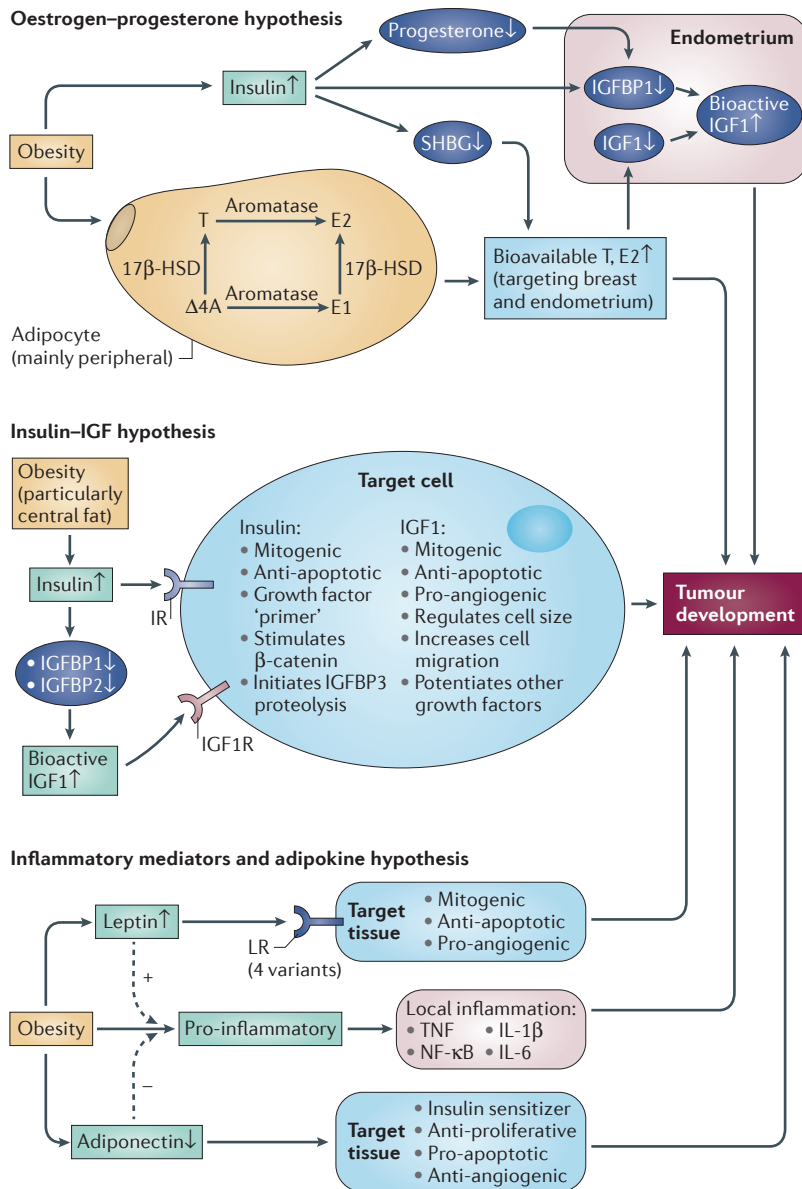 Oestrogen–progesterone hypothesis
Progesterone↓
Endometrium
Insulin↑
IGFBP1↓
Bioactive
IGF1↑
Obesity
SHBG↓
IGF1↓
T
Aromatase
E2
17β-HSD
17β-HSD
Δ4A
Aromatase
E1
Bioavailable T, E2↑
(targeting breast
and endometrium)
Adipocyte
(mainly peripheral)
Insulin–IGF hypothesis
Obesity
(particularly
central fat)
Insulin↑
IR
• IGFBP1↓
• IGFBP2↓
Bioactive
IGF1↑
IGF1R
Target cell
Insulin:
• Mitogenic
• Anti-apoptotic
• Growth factor
'primer'
• Stimulates
β-catenin
• Initiates IGFBP3
proteolysis
IGF1:
• Mitogenic
• Anti-apoptotic
• Pro-angiogenic
• Regulates cell size
• Increases cell
migration
• Potentiates other
growth factors
Tumour
development
Inflammatory mediators and adipokine hypothesis
Leptin↑
LR
(4 variants)
Target
tissue
• Mitogenic
• Anti-apoptotic
• Pro-angiogenic
+
Obesity
Pro-inflammatory
Local inflammation:
• TNF • IL-1β
• NF-κB • IL-6
–
Adiponectin↓
Target
tissue
• Insulin sensitizer
• Anti-proliferative
• Pro-apoptotic
• Anti-angiogenic